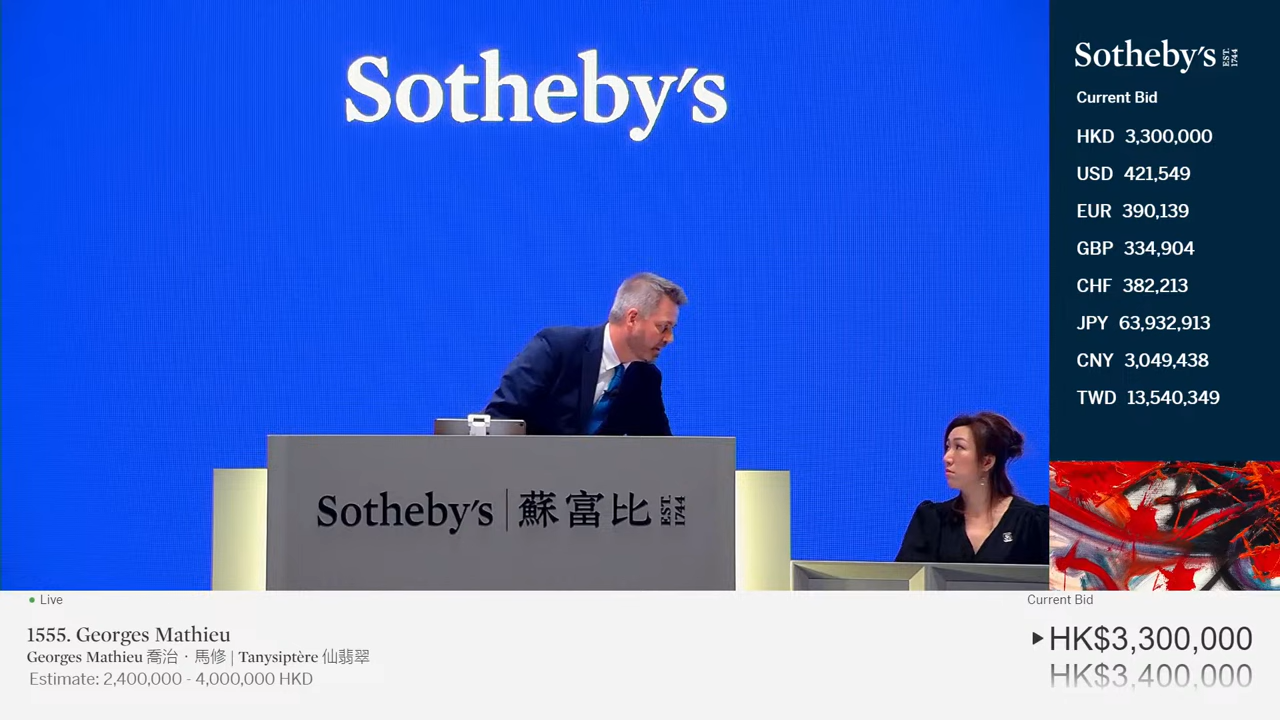 Sotheby's
Sotheby's EST. 1744
Current Bid
HKD 3,300,000
USD 421,549
EUR 390,139
GBP 334,904
CHF 382,213
JPY 63,932,913
CNY 3,049,438
TWD 13,540,349
Sotheby's | 蘇富比 EST. 1744
Live
1555. Georges Mathieu
Georges Mathieu 喬治・馬修 | Tanysiptère 仙翡翠
Estimate: 2,400,000 - 4,000,000 HKD
Current Bid
HK$3,300,000
HK$3,400,000